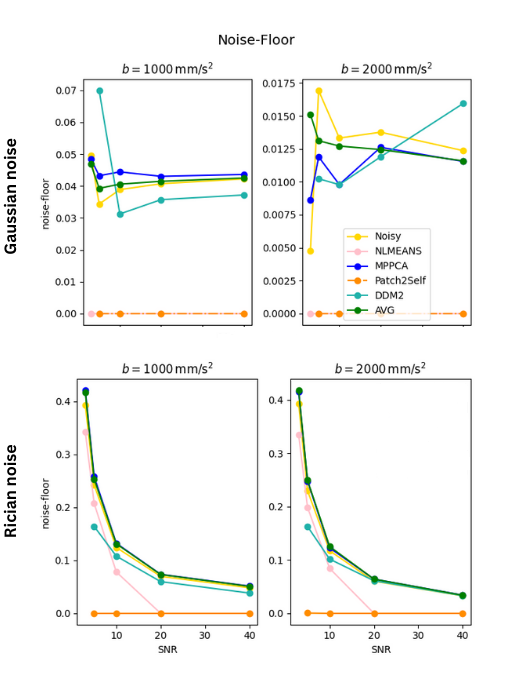 Noise-Floor
b = 1000 mm/s²
b = 2000 mm/s²
Gaussian noise
noise-floor
0.07
0.06
0.05
0.04
0.03
0.02
0.01
0.00
0.0175
0.0150
0.0125
0.0100
0.0075
0.0050
0.0025
0.0000
Noisy
NLMEANS
MPPCA
Patch2Self
DDM2
AVG
b = 1000 mm/s²
b = 2000 mm/s²
Rician noise
noise-floor
0.4
0.3
0.2
0.1
0.0
10
20
30
40
SNR
0.4
0.3
0.2
0.1
0.0
10
20
30
40
SNR